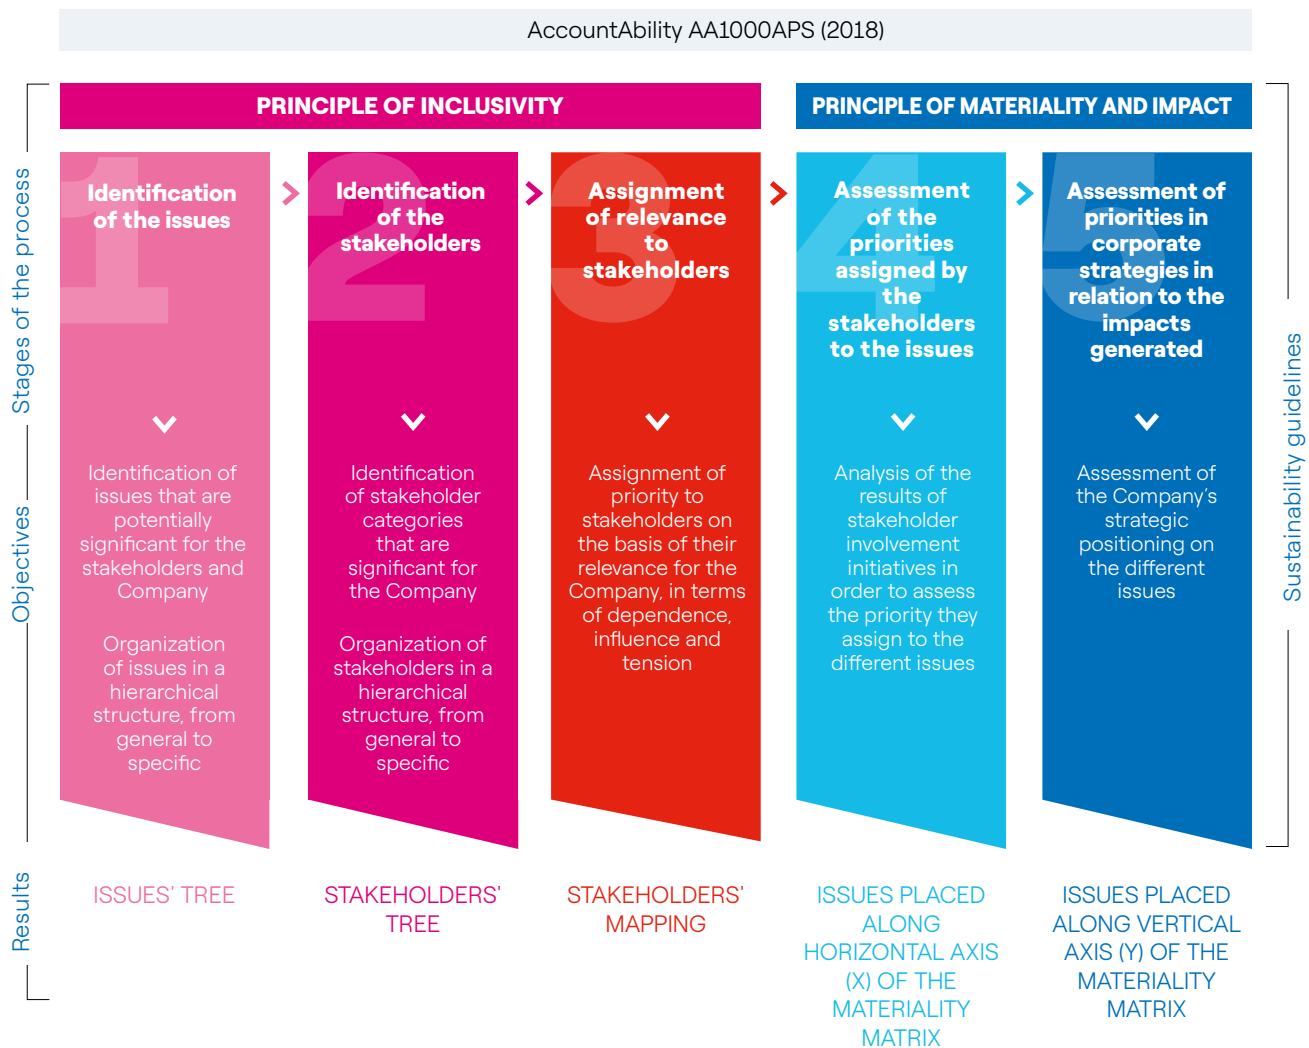 AccountAbility AA1000APS (2018)
PRINCIPLE OF INCLUSIVITY
PRINCIPLE OF MATERIALITY AND IMPACT
Stages of the process
Objectives
Results
1
Identification
of the issues
Identification of
issues that are
potentially
significant for the
stakeholders and
Company
Organization
of issues in a
hierarchical
structure, from
general to
specific
ISSUES' TREE
2
Identification
of the
stakeholders
Identification
of stakeholder
categories
that are
significant for
the Company
Organization of
stakeholders in a
hierarchical
structure, from
general to
specific
STAKEHOLDERS'
TREE
3
Assignment
of relevance
to
stakeholders
Assignment of
priority to
stakeholders on
the basis of their
relevance for the
Company, in terms
of dependence,
influence and
tension
STAKEHOLDERS'
MAPPING
4
Assessment
of the
priorities
assigned by
the
stakeholders
to the issues
Analysis of the
results of
stakeholder
involvement
initiatives in
order to assess
the priority they
assign to the
different issues
ISSUES PLACED
ALONG
HORIZONTAL AXIS
(X) OF THE
MATERIALITY
MATRIX
5
Assessment of
priorities in
corporate
strategies in
relation to the
impacts
generated
Assessment of
the Company's
strategic
positioning on
the different
issues
ISSUES PLACED
ALONG VERTICAL
AXIS (Y) OF THE
MATERIALITY
MATRIX
Sustainability guidelines